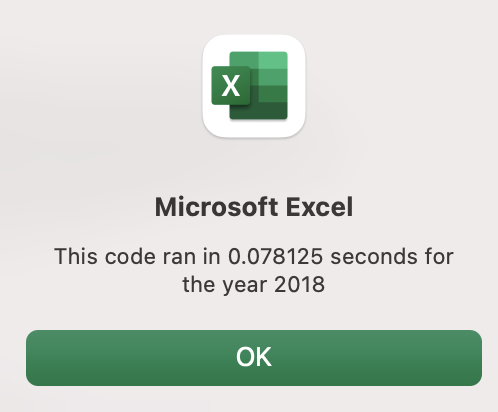 X
Microsoft Excel
This code ran in 0.078125 seconds for
the year 2018
OK